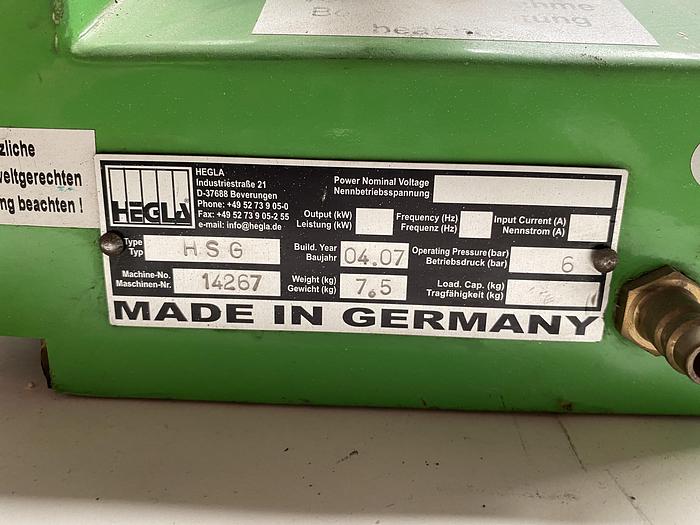 Be
hme
tung
beachte
zliche
weltgerechten
ng beachten !
HEGLA
HEGLA
Industriestraße 21
D-37688 Beverungen
Phone: +49 52 73 9 05-0
Fax: +49 52 73 9 05-2 55
e-mail: info@hegla.de
Power Nominal Voltage
Nennbetriebsspannung
Output (kW)
Leistung (kW)
Frequency (Hz)
Frequenz (Hz)
Input Current (A)
Nennstrom (A)
Type
Typ
HSG
Build. Year
Baujahr
04.07
Operating Pressure(bar)
Betriebsdruck (bar)
6
Machine-No.
Maschinen-Nr.
14267
Weight (kg)
Gewicht (kg)
7,5
Load. Cap. (kg)
Tragfähigkeit (kg)
MADE IN GERMANY